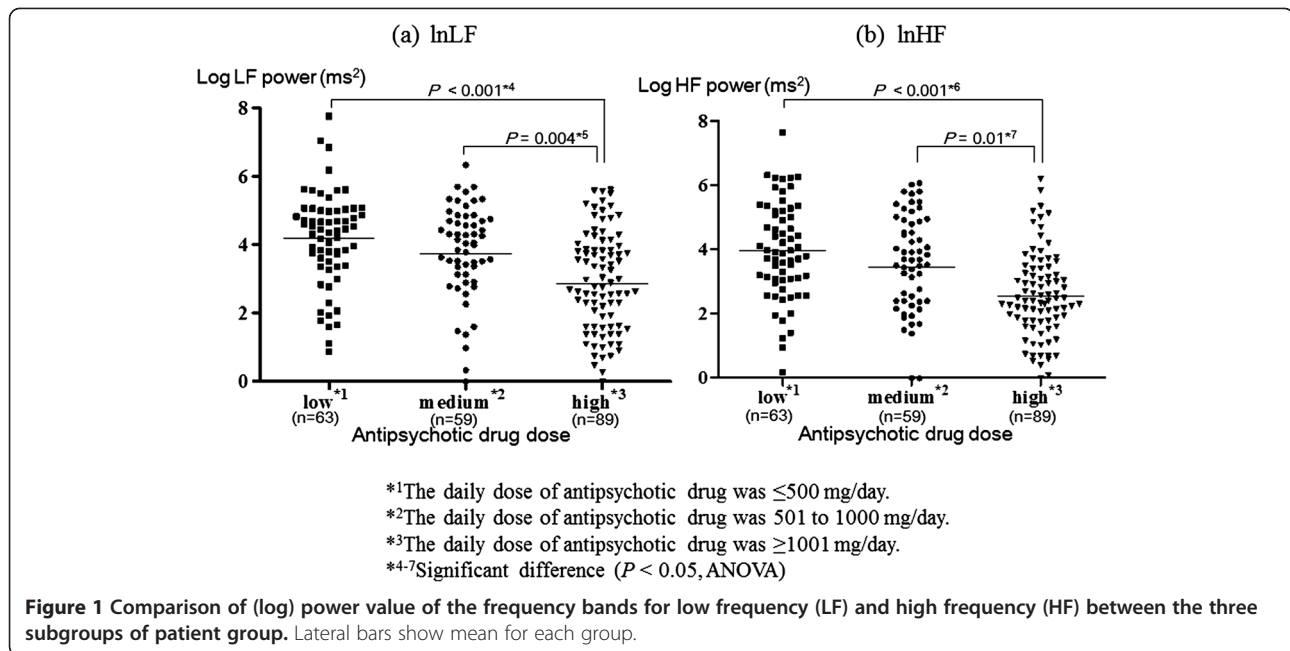 (a) lnLF
Log LF power (ms²)
P < 0.001*4
P = 0.004*5
8
6
4
2
0
low*1
(n=63)
medium*2
(n=59)
high*3
(n=89)
Antipsychotic drug dose
(b) lnHF
Log HF power (ms²)
P < 0.001*6
P = 0.01*7
8
6
4
2
0
low*1
(n=63)
medium*2
(n=59)
high*3
(n=89)
Antipsychotic drug dose
*1The daily dose of antipsychotic drug was ≤500 mg/day.
*2The daily dose of antipsychotic drug was 501 to 1000 mg/day.
*3The daily dose of antipsychotic drug was ≥1001 mg/day.
*4-7Significant difference (P < 0.05, ANOVA)
Figure 1 Comparison of (log) power value of the frequency bands for low frequency (LF) and high frequency (HF) between the three
subgroups of patient group. Lateral bars show mean for each group.